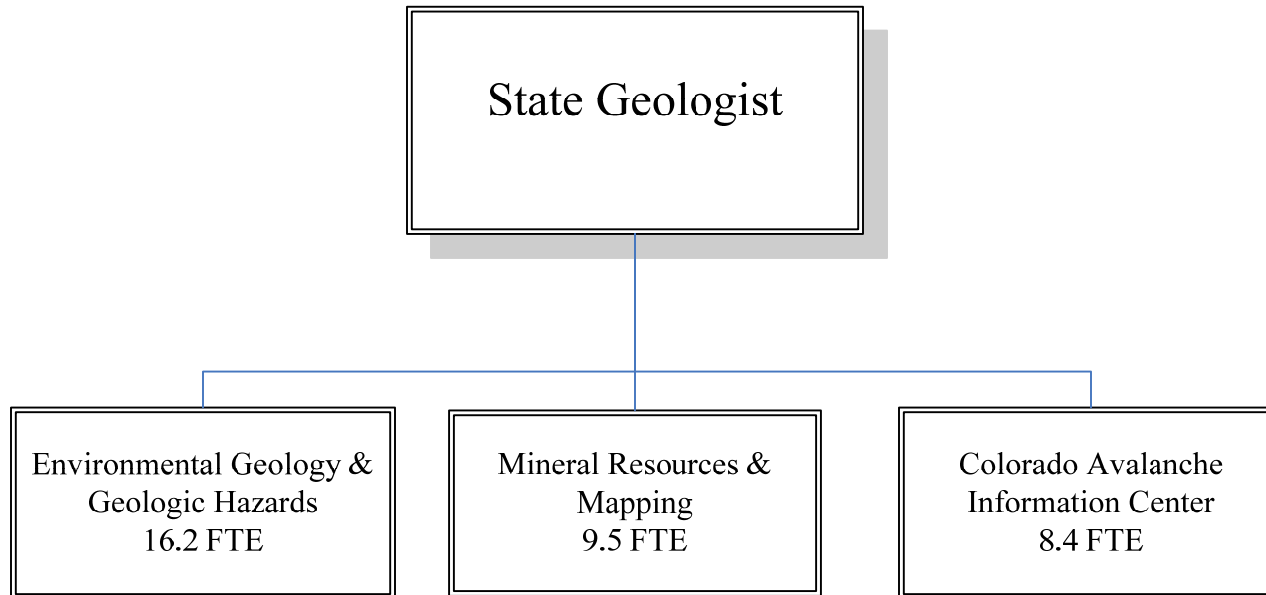 State Geologist
Environmental Geology &
Geologic Hazards
16.2 FTE
Mineral Resources &
Mapping
9.5 FTE
Colorado Avalanche
Information Center
8.4 FTE